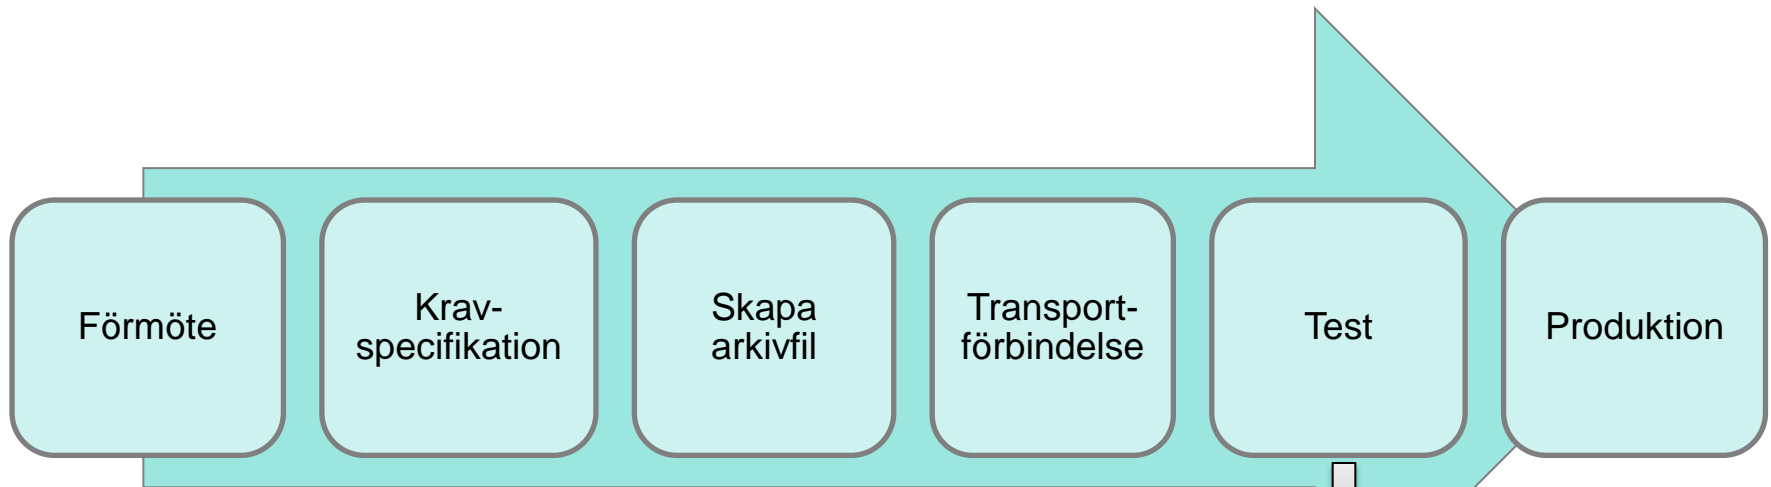 Förmöte
Krav-
specifikation
Skapa
arkivfil
Transport-
förbindelse
Test
Produktion